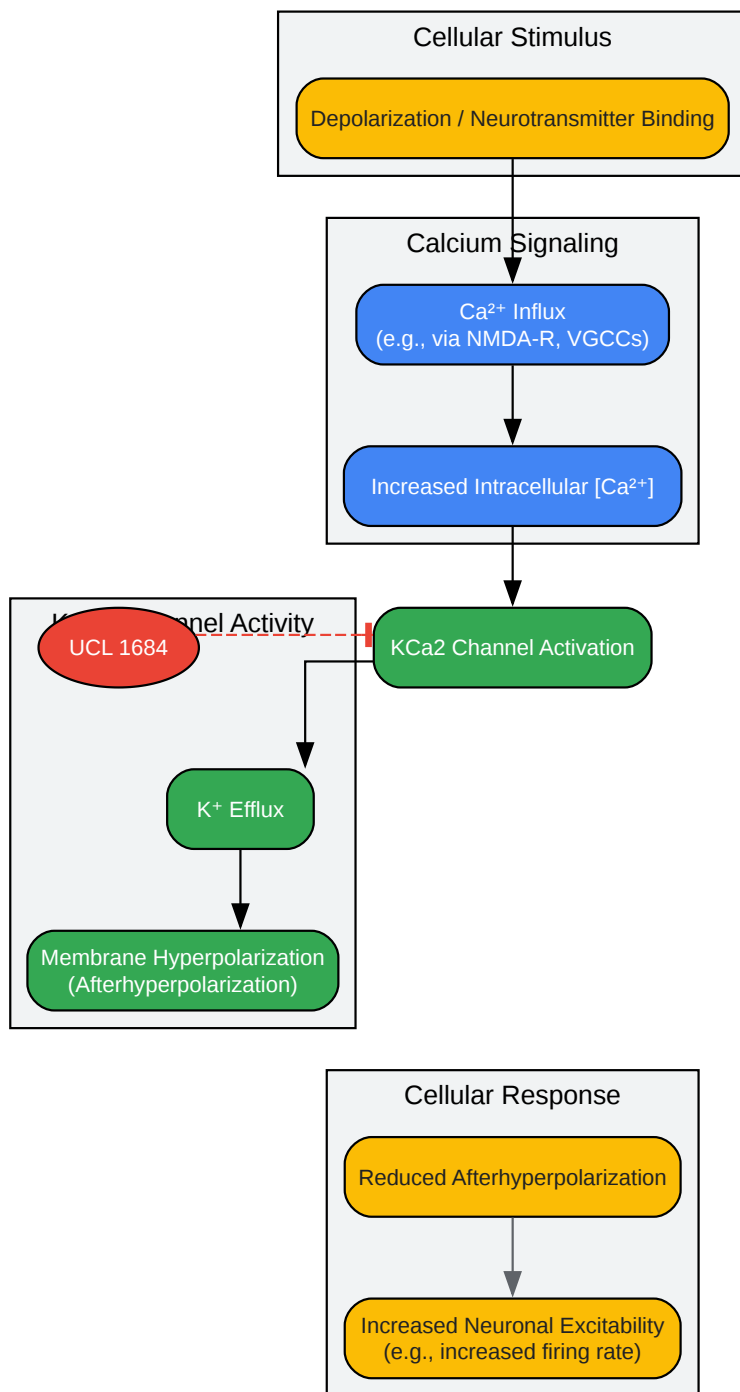 Cellular Stimulus
Depolarization / Neurotransmitter Binding
Calcium Signaling
Ca²⁺ Influx
(e.g., via NMDA-R, VGCCs)
Increased Intracellular [Ca²⁺]
Activity
UCL 1684
KCa2 Channel Activation
K⁺ Efflux
Membrane Hyperpolarization
(Afterhyperpolarization)
Cellular Response
Reduced Afterhyperpolarization
Increased Neuronal Excitability
(e.g., increased firing rate)